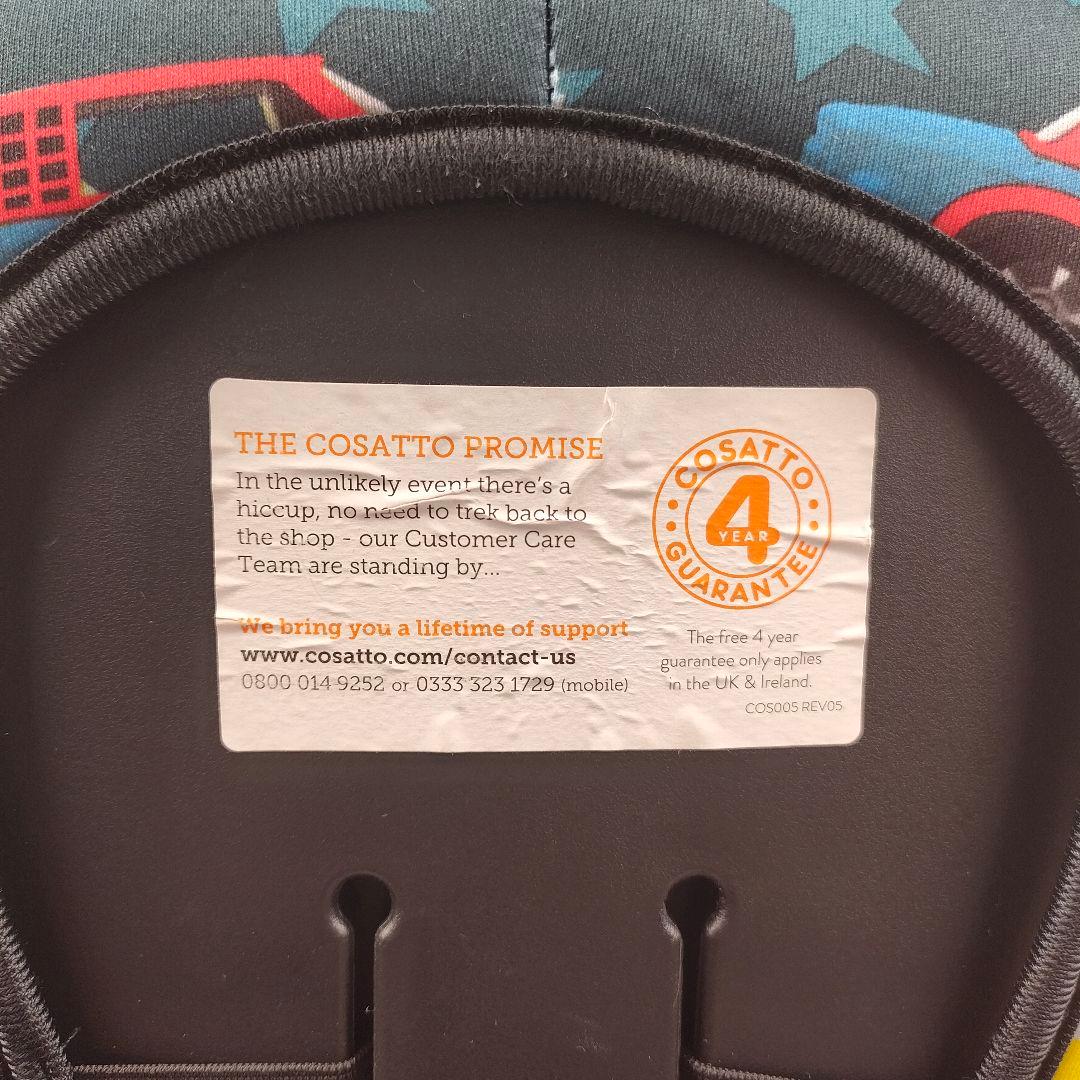 THE COSATTO PROMISE
In the unlikely event there's a
hiccup, no need to trek back to
the shop - our Customer Care
Team are standing by...
We bring you a lifetime of support
www.cosatto.com/contact-us
0800 014 9252 or 0333 323 1729 (mobile)
COSATTO
4
YEAR
GUARANTEE
The free 4 year
guarantee only applies
in the UK & Ireland.
COS005 REV05